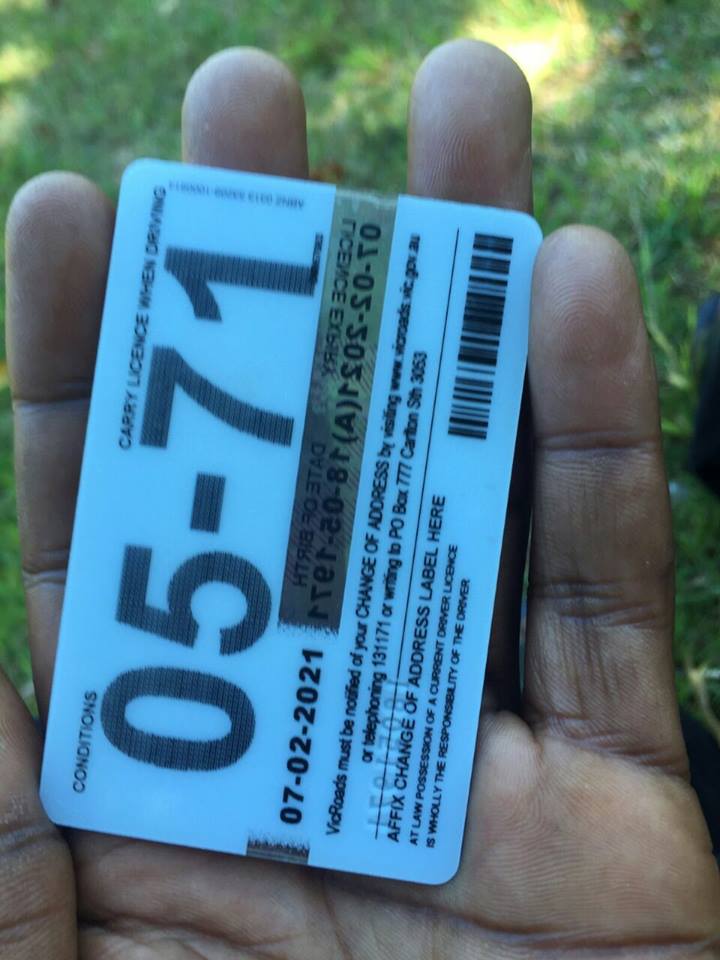 CONDITIONS
CARRY LICENCE WHEN DRIVING
05-71
07-02-2021
LICENCE EXPIRY
DATE OF BIRTH
07-02-2021(A)18-05-1971
VicRoads must be notified of your CHANGE OF ADDRESS by visiting www.vicroads.vic.gov.au
or telephoning 131171 or writing to PO Box 777 Carlton Sth 3053
AFFIX CHANGE OF ADDRESS LABEL HERE
AT LAW POSSESSION OF A CURRENT DRIVER LICENCE
IS WHOLLY THE RESPONSIBILITY OF THE DRIVER